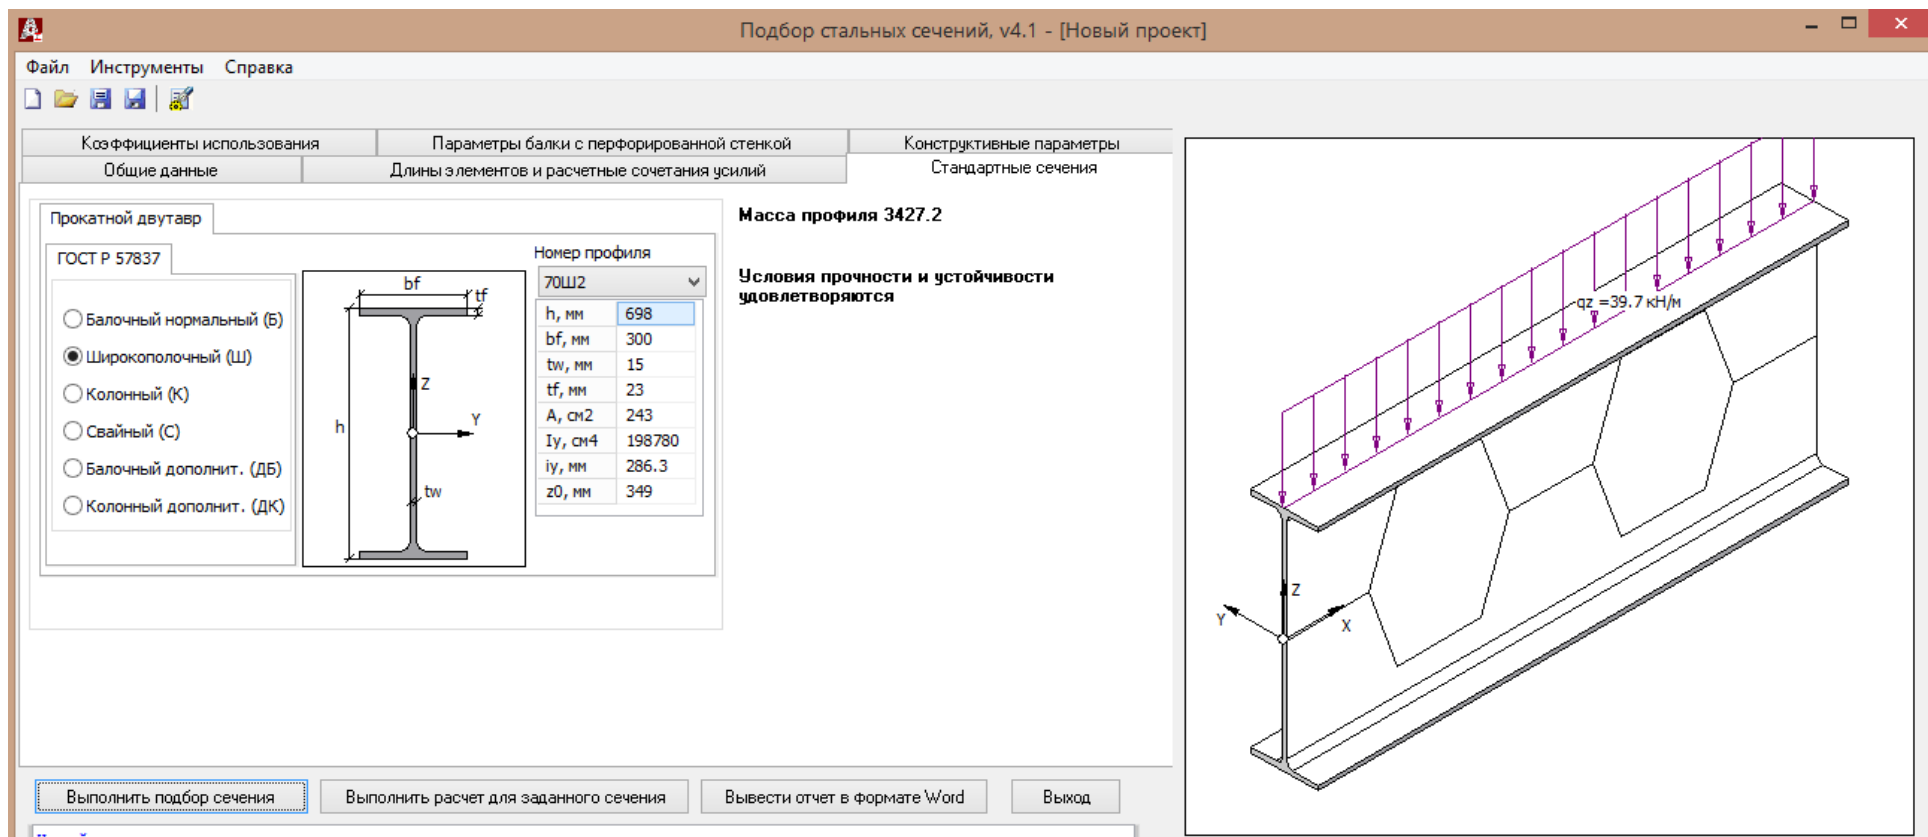 Подбор стальных сечений, v4.1 - [Новый проект]
Файл Инструменты Справка
Коэффициенты использования Параметры балки с перфорированной стенкой Конструктивные параметры
Общие данные Длины элементов и расчетные сочетания усилий Стандартные сечения
Прокатной двутавр
ГОСТ Р 57837
Балочный нормальный (Б)
Широкополочный (Ш)
Колонный (К)
Свайный (С)
Балочный дополнит. (ДБ)
Колонный дополнит. (ДК)
bf
tf
h
Z
Y
tw
Номер профиля
70Ш2
h, мм 698
bf, мм 300
tw, мм 15
tf, мм 23
A, см2 243
Iy, см4 198780
iy, мм 286.3
z0, мм 349
Масса профиля 3427.2
Условия прочности и устойчивости
удовлетворяются
qz =39.7 кН/м
Z
Y
X
Выполнить подбор сечения Выполнить расчет для заданного сечения Вывести отчет в формате Word Выход